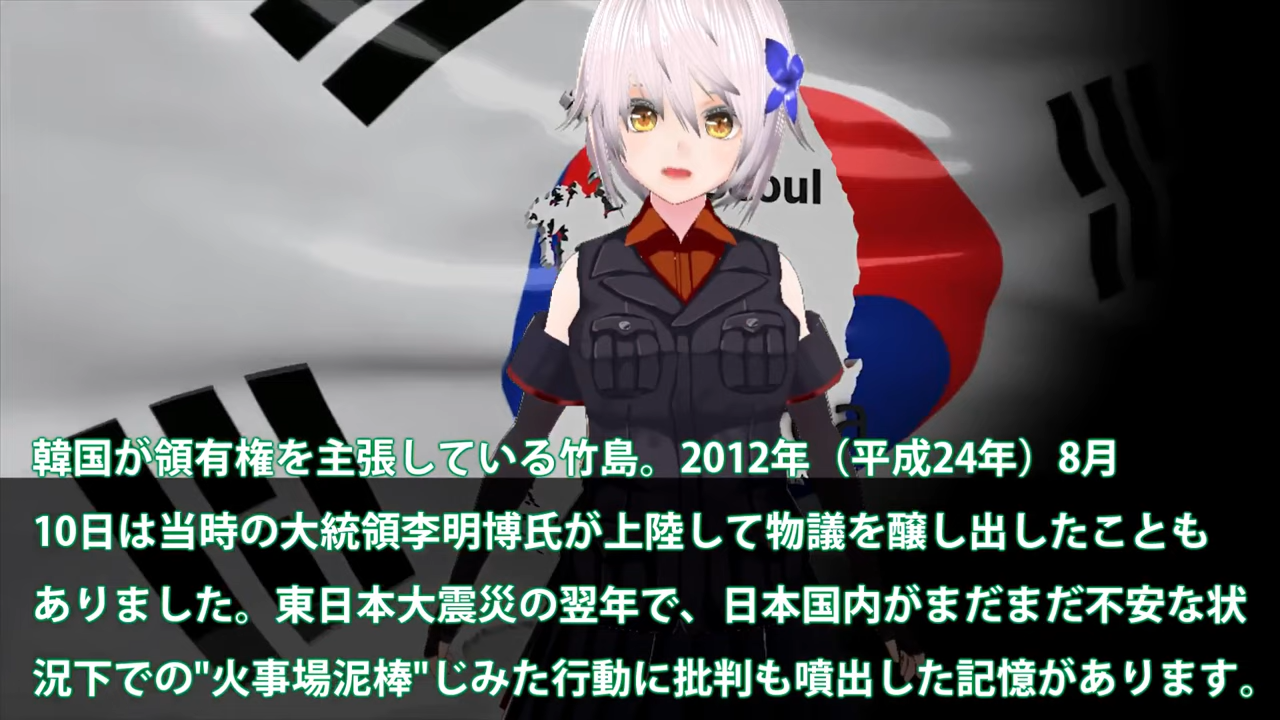 oul
a
韓国が領有権を主張している竹島。2012年（平成24年）8月
10日は当時の大統領李明博氏が上陸して物議を醸し出したことも
ありました。東日本大震災の翌年で、日本国内がまだまだ不安な状
況下での"火事場泥棒"じみた行動に批判も噴出した記憶があります。